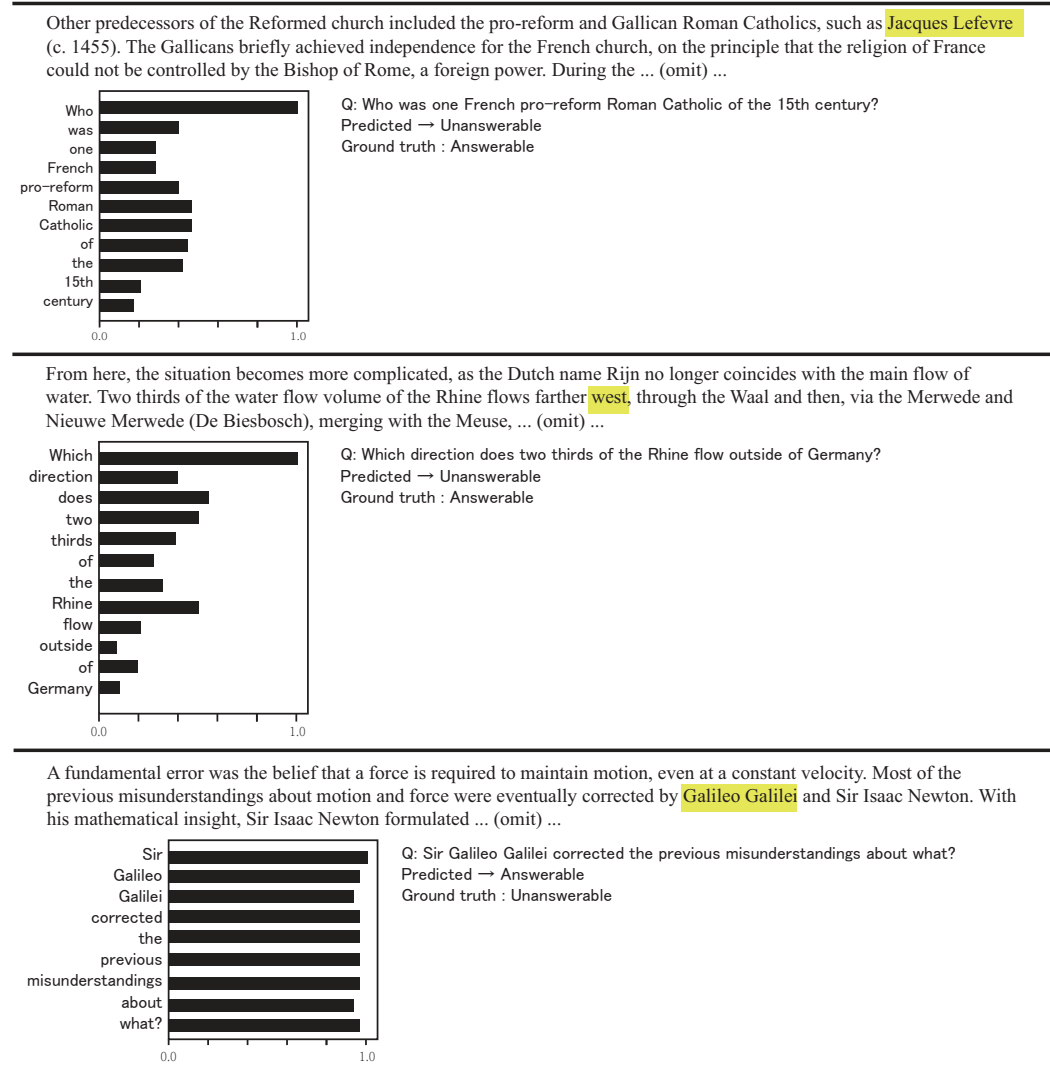 Other predecessors of the Reformed church included the pro-reform and Gallican Roman Catholics, such as Jacques Lefevre
(c. 1455). The Gallicans briefly achieved independence for the French church, on the principle that the religion of France
could not be controlled by the Bishop of Rome, a foreign power. During the ... (omit) ...
Q: Who was one French pro-reform Roman Catholic of the 15th century?
Predicted → Unanswerable
Ground truth : Answerable
Who
was
one
French
pro-reform
Roman
Catholic
of
the
15th
century
0.0 1.0
From here, the situation becomes more complicated, as the Dutch name Rijn no longer coincides with the main flow of
water. Two thirds of the water flow volume of the Rhine flows farther west, through the Waal and then, via the Merwede and
Nieuwe Merwede (De Biesbosch), merging with the Meuse, ... (omit) ...
Q: Which direction does two thirds of the Rhine flow outside of Germany?
Predicted → Unanswerable
Ground truth : Answerable
Which
direction
does
two
thirds
of
the
Rhine
flow
outside
of
Germany
0.0 1.0
A fundamental error was the belief that a force is required to maintain motion, even at a constant velocity. Most of the
previous misunderstandings about motion and force were eventually corrected by Galileo Galilei and Sir Isaac Newton. With
his mathematical insight, Sir Isaac Newton formulated ... (omit) ...
Q: Sir Galileo Galilei corrected the previous misunderstandings about what?
Predicted → Answerable
Ground truth : Unanswerable
Sir
Galileo
Galilei
corrected
the
previous
misunderstandings
about
what?
0.0 1.0